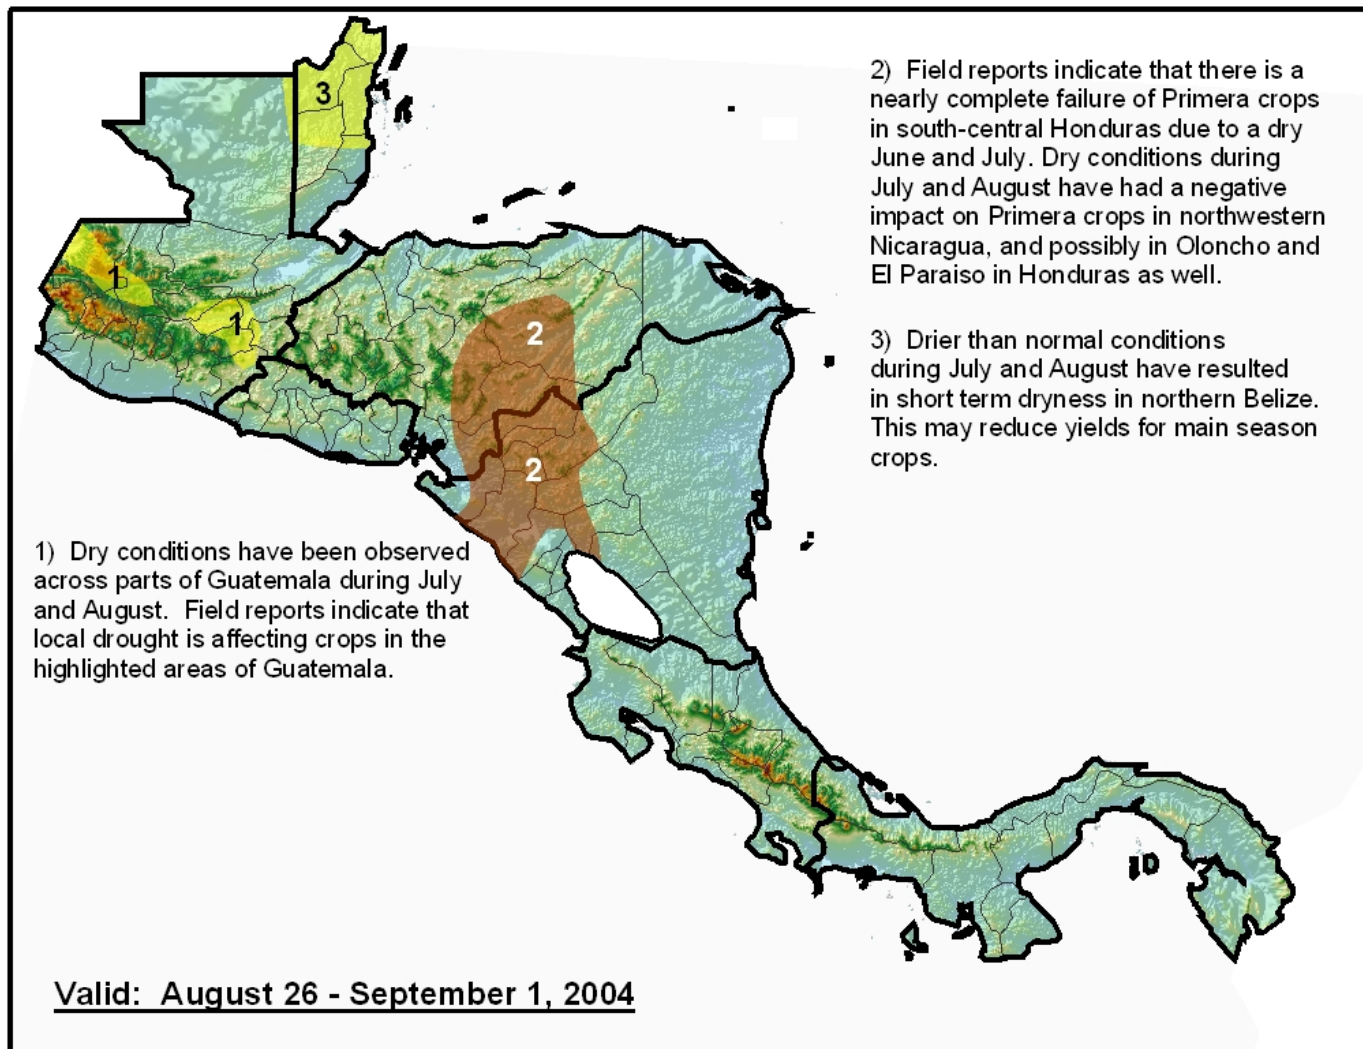 3
2) Field reports indicate that there is a
nearly complete failure of Primera crops
in south-central Honduras due to a dry
June and July. Dry conditions during
July and August have had a negative
impact on Primera crops in northwestern
Nicaragua, and possibly in Oloncho and
El Paraiso in Honduras as well.
3) Drier than normal conditions
during July and August have resulted
in short term dryness in northern Belize.
This may reduce yields for main season
crops.
1
1
2
2
1) Dry conditions have been observed
across parts of Guatemala during July
and August. Field reports indicate that
local drought is affecting crops in the
highlighted areas of Guatemala.
Valid: August 26 - September 1, 2004